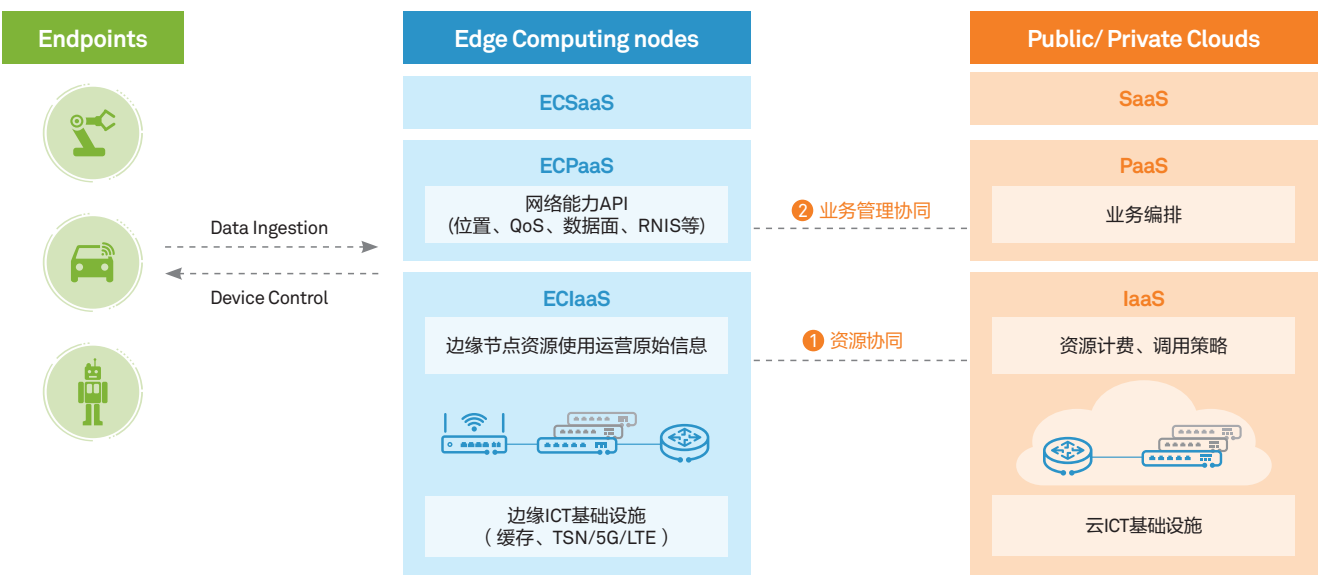 Endpoints
Data Ingestion
Device Control
Edge Computing nodes
ECSaaS
ECPaaS
网络能力API
(位置、QoS、数据面、RNIS等)
ECIaaS
边缘节点资源使用运营原始信息
边缘ICT基础设施
（ 缓存、TSN/5G/LTE ）
2 业务管理协同
1 资源协同
Public/ Private Clouds
SaaS
PaaS
业务编排
IaaS
资源计费、调用策略
云ICT基础设施